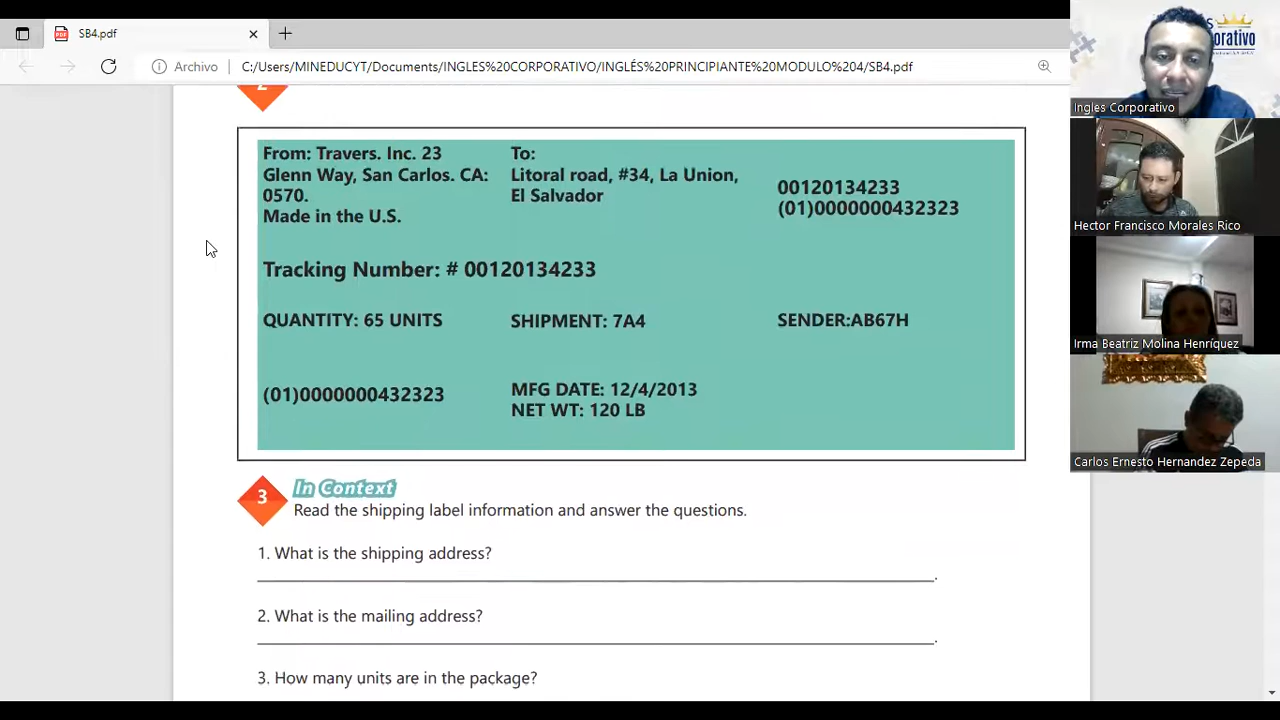 SB4.pdf
Archivo
C:/Users/MINEDUCYT/Documents/INGLES%20CORPORATIVO/INGLÉS%20PRINCIPIANTE%20MODULO%204/SB4.pdf
From: Travers. Inc. 23
Glenn Way, San Carlos. CA:
0570.
Made in the U.S.
To:
Litoral road, #34, La Union,
El Salvador
00120134233
(01)0000000432323
Tracking Number: # 00120134233
QUANTITY: 65 UNITS
SHIPMENT: 7A4
SENDER:AB67H
(01)0000000432323
MFG DATE: 12/4/2013
NET WT: 120 LB
3
In Context
Read the shipping label information and answer the questions.
1. What is the shipping address?
2. What is the mailing address?
3. How many units are in the package?
Ingles Corporativo
Hector Francisco Morales Rico
Irma Beatriz Molina Henríquez
Carlos Ernesto Hernandez Zepeda